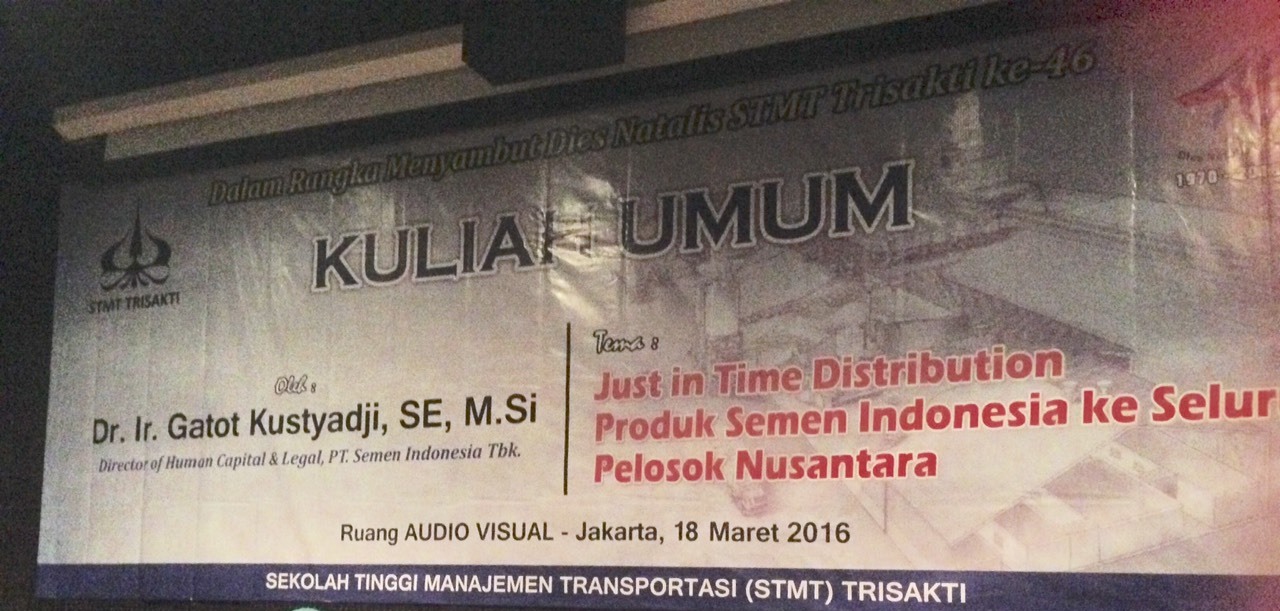 Dalam Rangka Menyambut Dies Natalis STMT Trisakti ke-46
KULIAH UMUM
STMT TRISAKTI
1970
Oleh :
Dr. Ir. Gatot Kustyadji, SE, M.Si
Director of Human Capital & Legal, PT. Semen Indonesia Tbk.
Tema :
Just in Time Distribution
Produk Semen Indonesia ke Selur
Pelosok Nusantara
Ruang AUDIO VISUAL - Jakarta, 18 Maret 2016
SEKOLAH TINGGI MANAJEMEN TRANSPORTASI (STMT) TRISAKTI